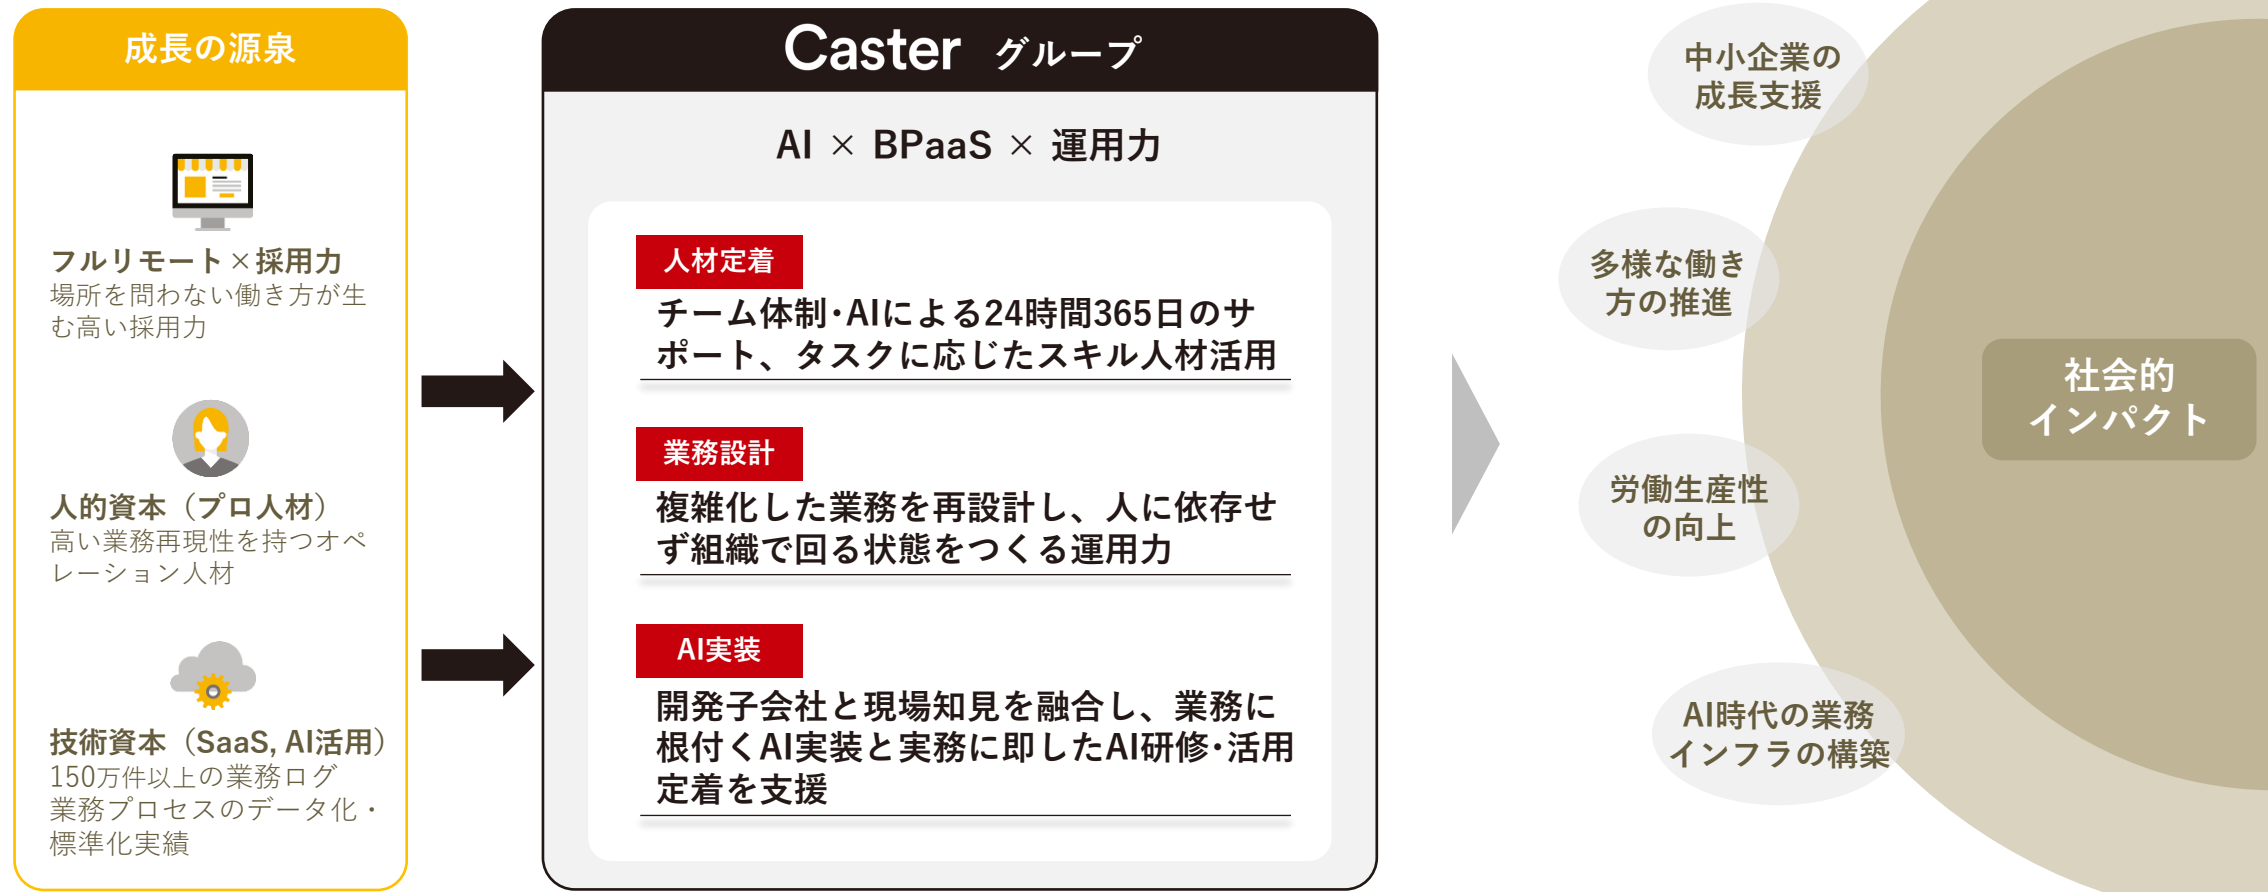 成長の源泉
フルリモート×採用力
場所を問わない働き方が生
む高い採用力
人的資本（プロ人材）
高い業務再現性を持つオペ
レーション人材
技術資本（SaaS, AI活用）
150万件以上の業務ログ
業務プロセスのデータ化・
標準化実績
Caster グループ
AI × BPaaS × 運用力
人材定着
チーム体制･AIによる24時間365日のサ
ポート、タスクに応じたスキル人材活用
業務設計
複雑化した業務を再設計し、人に依存せ
ず組織で回る状態をつくる運用力
AI実装
開発子会社と現場知見を融合し、業務に
根付くAI実装と実務に即したAI研修･活用
定着を支援
中小企業の
成長支援
多様な働き
方の推進
労働生産性
の向上
AI時代の業務
インフラの構築
社会的
インパクト